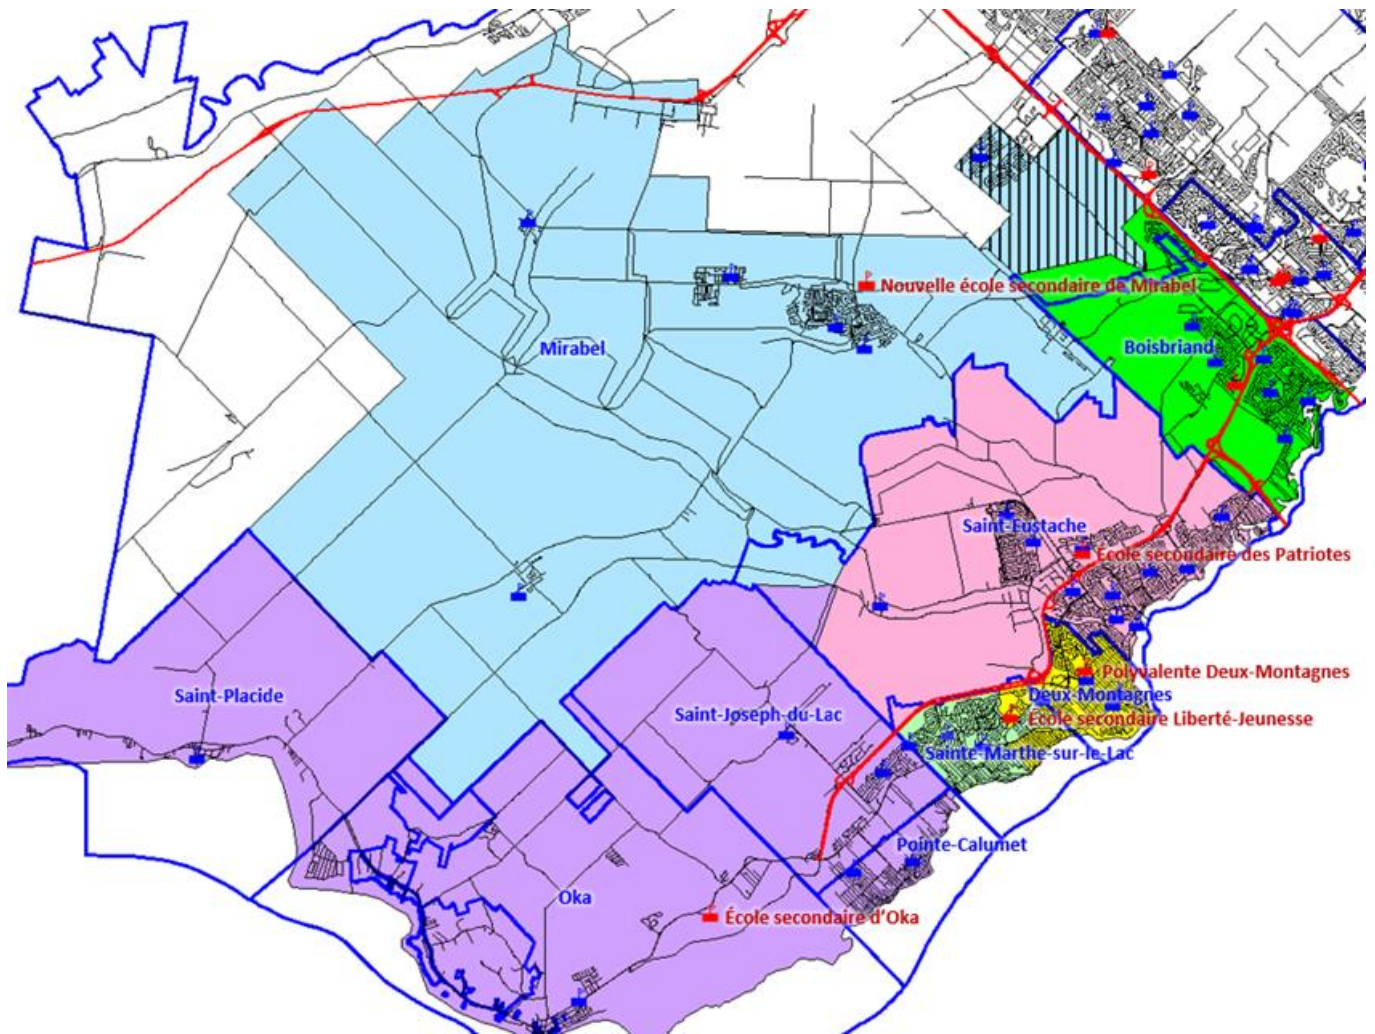 Nouvelle école secondaire de Mirabel
Mirabel
Boisbriand
Saint-Eustache
École secondaire des Patriotes
Polyvalente Deux-Montagnes
Saint-Placide
Deux-Montagnes
Saint-Joseph-du-Lac
École secondaire Liberté-Jeunesse
Sainte-Marthe-sur-le-Lac
Pointe-Calumet
Oka
École secondaire d'Oka